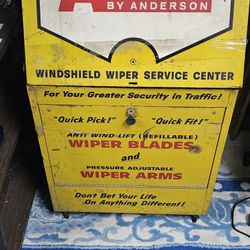 BY ANDERSON
WINDSHIELD WIPER SERVICE CENTER
For Your Greater Security in Traffic!
"Quick Pick!" "Quick Fit!"
ANTI WIND-LIFT (REFILLABLE)
WIPER BLADES
and
PRESSURE ADJUSTABLE
WIPER ARMS
Don't Bet Your Life
On Anything Different!